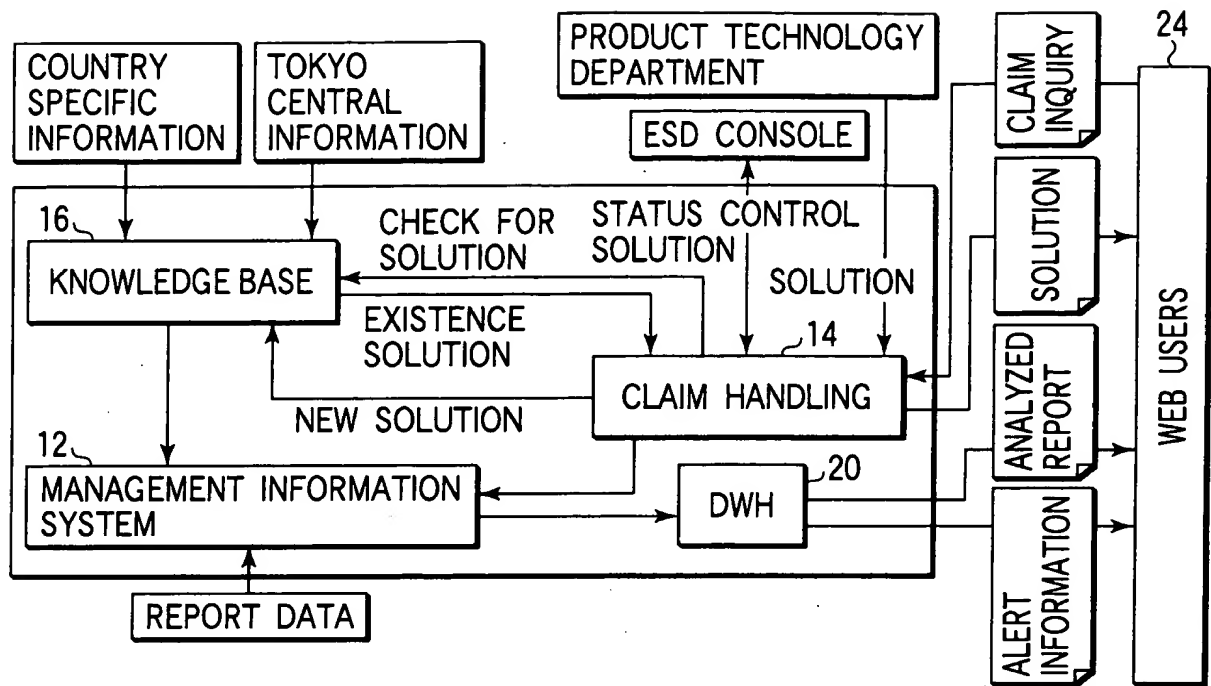 COUNTRY
SPECIFIC
INFORMATION
TOKYO
CENTRAL
INFORMATION
PRODUCT TECHNOLOGY
DEPARTMENT
ESD CONSOLE
CLAIM
INQUIRY
24
16
KNOWLEDGE BASE
CHECK FOR
SOLUTION
STATUS CONTROL
SOLUTION
SOLUTION
SOLUTION
EXISTENCE
SOLUTION
14
CLAIM HANDLING
NEW SOLUTION
ANALYZED
REPORT
WEB USERS
12
MANAGEMENT INFORMATION
SYSTEM
20
DWH
ALERT
INFORMATION
REPORT DATA